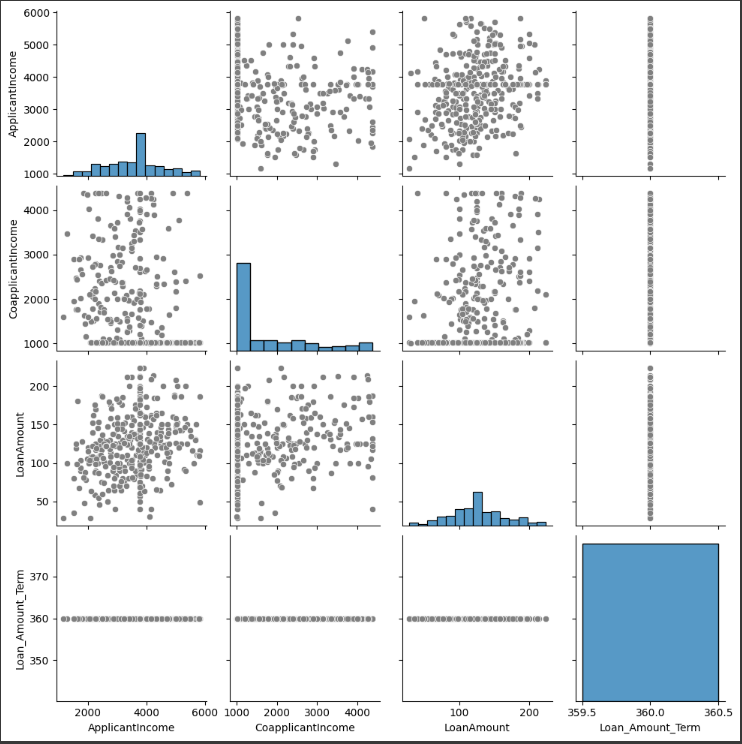 6000
5000
4000
3000
2000
1000
ApplicantIncome
4000
3000
2000
1000
CoapplicantIncome
200
150
100
50
LoanAmount
370
360
350
Loan_Amount_Term
2000 4000 6000
1000 2000 3000 4000
100 200
359.5 360.0 360.5
ApplicantIncome
CoapplicantIncome
LoanAmount
Loan_Amount_Term